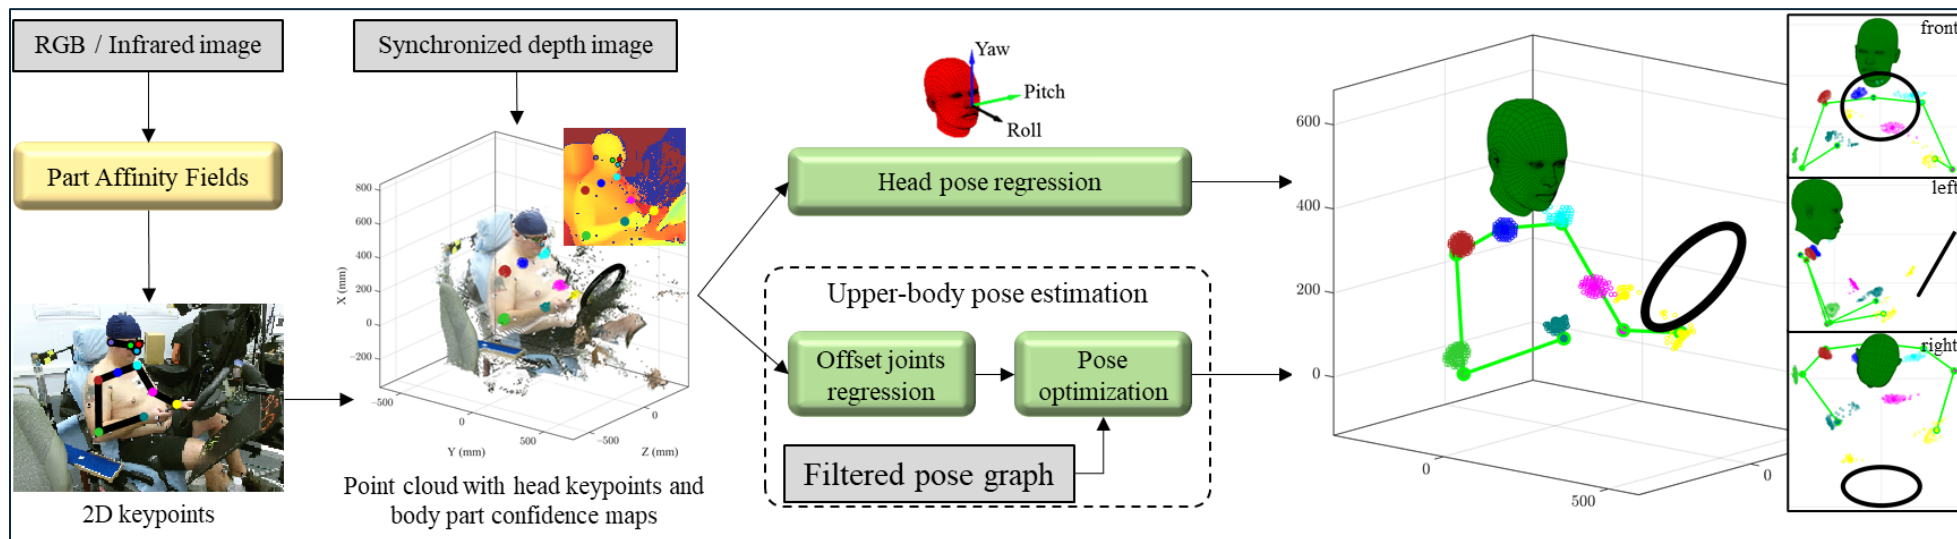 RGB / Infrared image
Part Affinity Fields
2D keypoints
Synchronized depth image
800
600
400
200
0
−200
X (mm)
−500
0
500
Y (mm)
−500
0
Z (mm)
Point cloud with head keypoints and
body part confidence maps
Yaw
Pitch
Roll
Head pose regression
Upper-body pose estimation
Offset joints
regression
Pose
optimization
Filtered pose graph
600
400
200
0
0
500
0
front
left
right